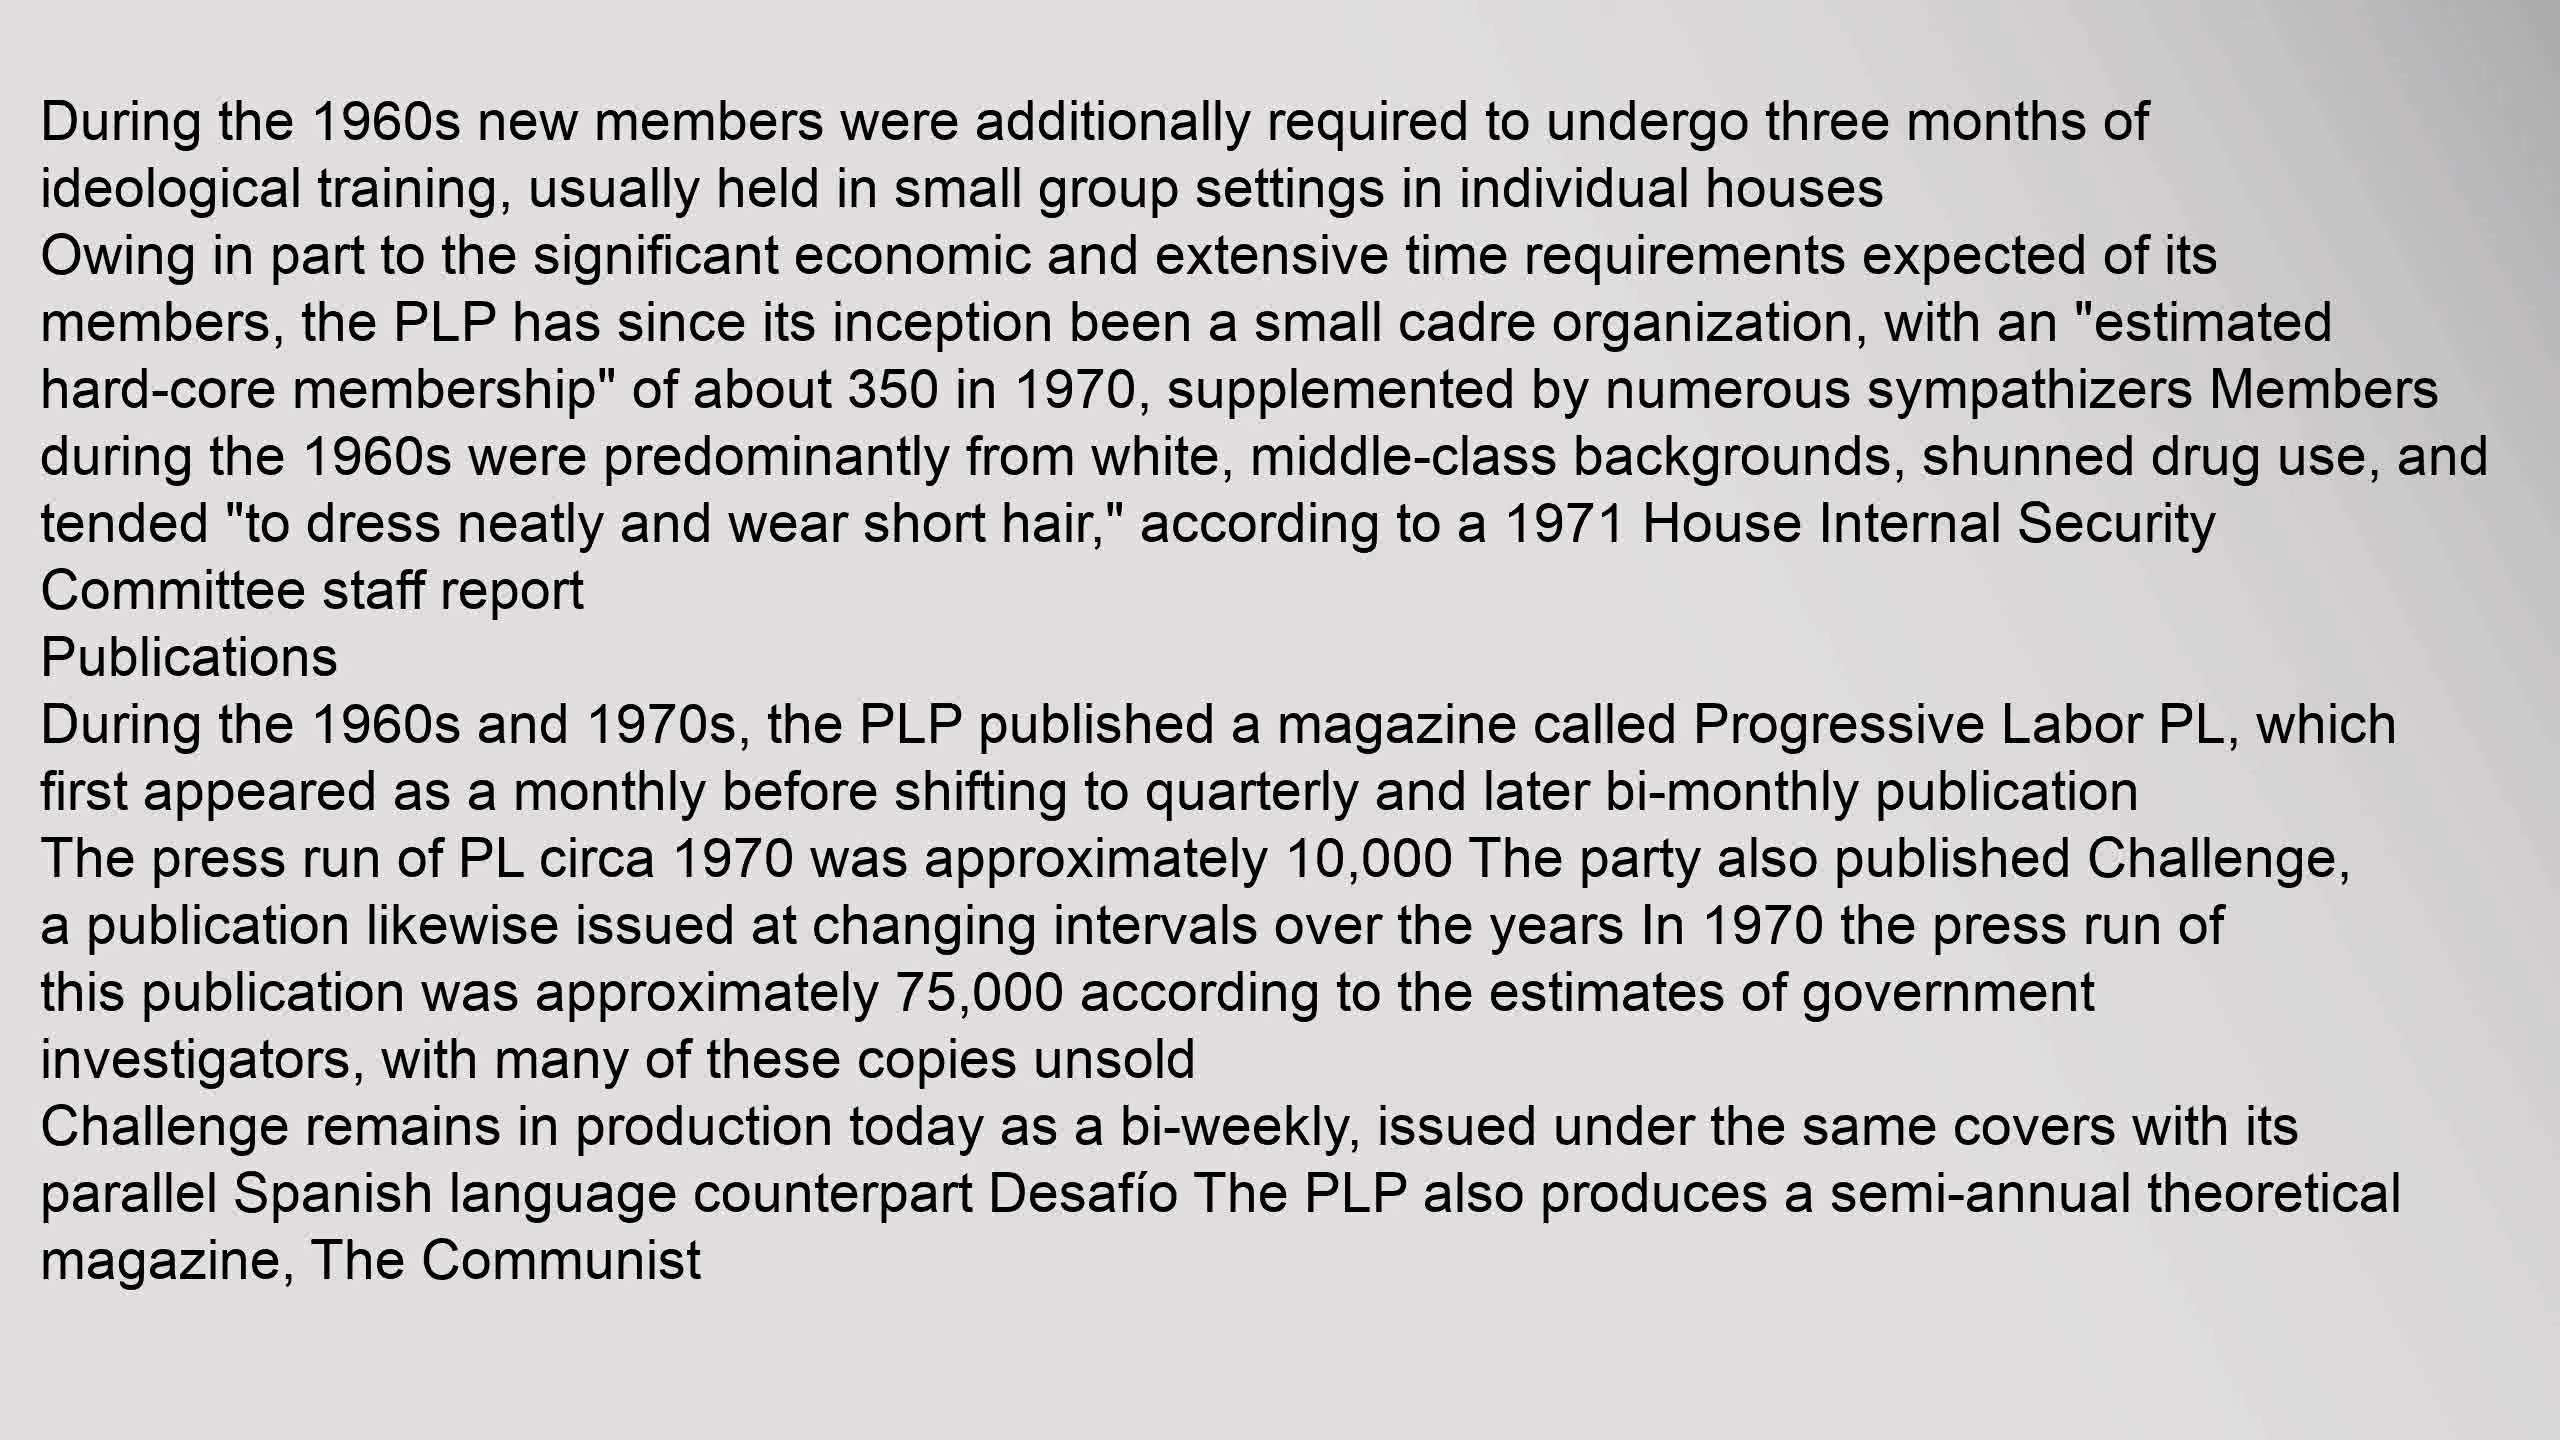 During the 1960s new members were additionally required to undergo three months of
ideological training, usually held in small group settings in individual houses
Owing in part to the significant economic and extensive time requirements expected of its
members, the PLP has since its inception been a small cadre organization, with an "estimated
hard-core membership" of about 350 in 1970, supplemented by numerous sympathizers Members
during the 1960s were predominantly from white, middle-class backgrounds, shunned drug use, and
tended "to dress neatly and wear short hair," according to a 1971 House Internal Security
Committee staff report
Publications
During the 1960s and 1970s, the PLP published a magazine called Progressive Labor PL, which
first appeared as a monthly before shifting to quarterly and later bi-monthly publication
The press run of PL circa 1970 was approximately 10,000 The party also published Challenge,
a publication likewise issued at changing intervals over the years In 1970 the press run of
this publication was approximately 75,000 according to the estimates of government
investigators, with many of these copies unsold
Challenge remains in production today as a bi-weekly, issued under the same covers with its
parallel Spanish language counterpart Desafío The PLP also produces a semi-annual theoretical
magazine, The Communist